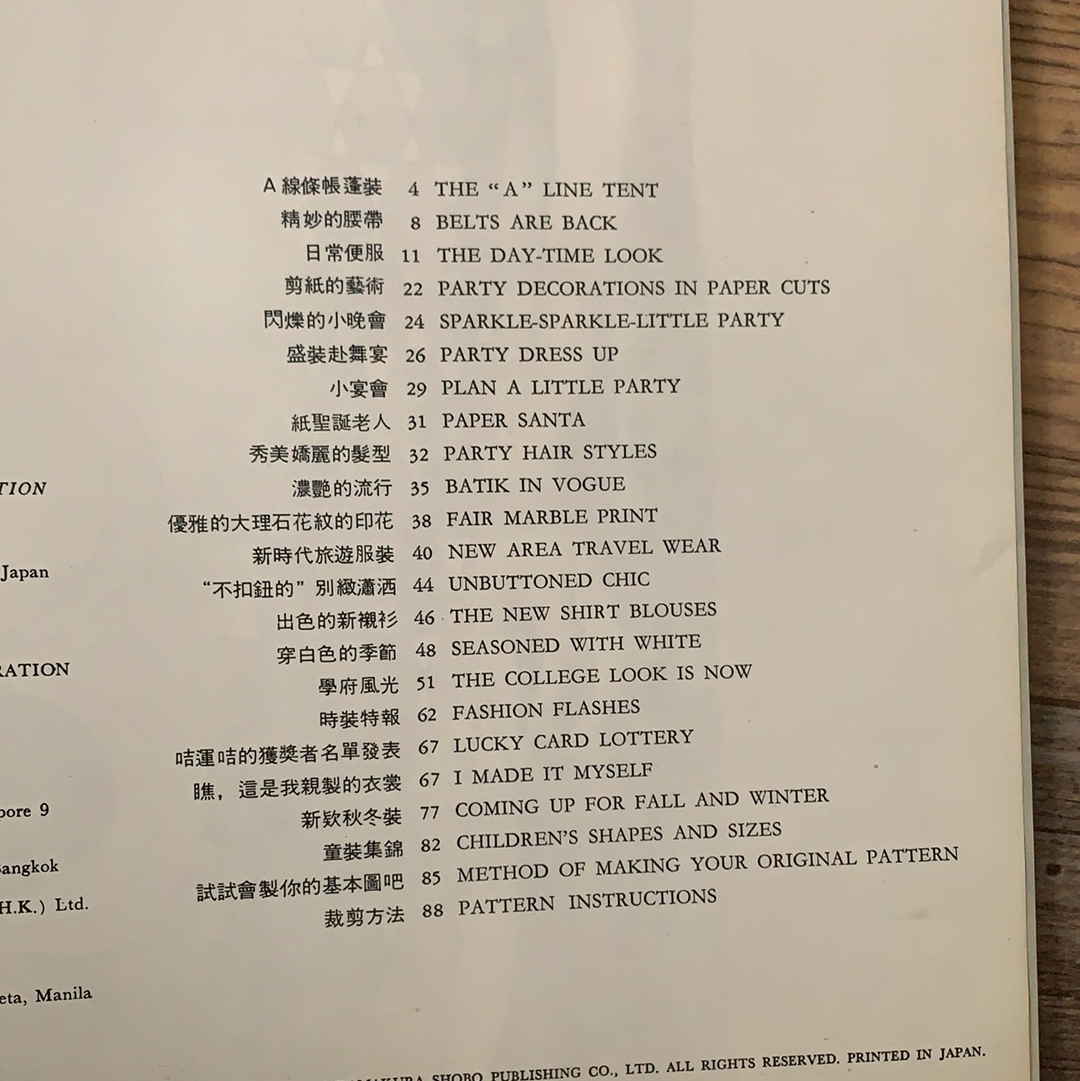 A線條帳蓬裝 4 THE “A” LINE TENT
精妙的腰帶 8 BELTS ARE BACK
日常便服 11 THE DAY-TIME LOOK
剪紙的藝術 22 PARTY DECORATIONS IN PAPER CUTS
閃爍的小晚會 24 SPARKLE-SPARKLE-LITTLE PARTY
盛裝赴舞宴 26 PARTY DRESS UP
小宴會 29 PLAN A LITTLE PARTY
紙聖誕老人 31 PAPER SANTA
秀美嬌麗的髮型 32 PARTY HAIR STYLES
濃艷的流行 35 BATIK IN VOGUE
優雅的大理石花紋的印花 38 FAIR MARBLE PRINT
新時代旅遊服裝 40 NEW AREA TRAVEL WEAR
“不扣鈕的”別緻瀟洒 44 UNBUTTONED CHIC
出色的新襯衫 46 THE NEW SHIRT BLOUSES
穿白色的季節 48 SEASONED WITH WHITE
學府風光 51 THE COLLEGE LOOK IS NOW
時裝特報 62 FASHION FLASHES
咭運咭的獲獎者名單發表 67 LUCKY CARD LOTTERY
瞧，這是我親製的衣裳 67 I MADE IT MYSELF
新欵秋冬裝 77 COMING UP FOR FALL AND WINTER
童裝集錦 82 CHILDREN’S SHAPES AND SIZES
試試會製你的基本圖吧 85 METHOD OF MAKING YOUR ORIGINAL PATTERN
裁剪方法 88 PATTERN INSTRUCTIONS
TION
Japan
RATION
pore 9
Bangkok
H.K.) Ltd.
eta, Manila
SHOBO PUBLISHING CO., LTD. ALL RIGHTS RESERVED. PRINTED IN JAPAN.